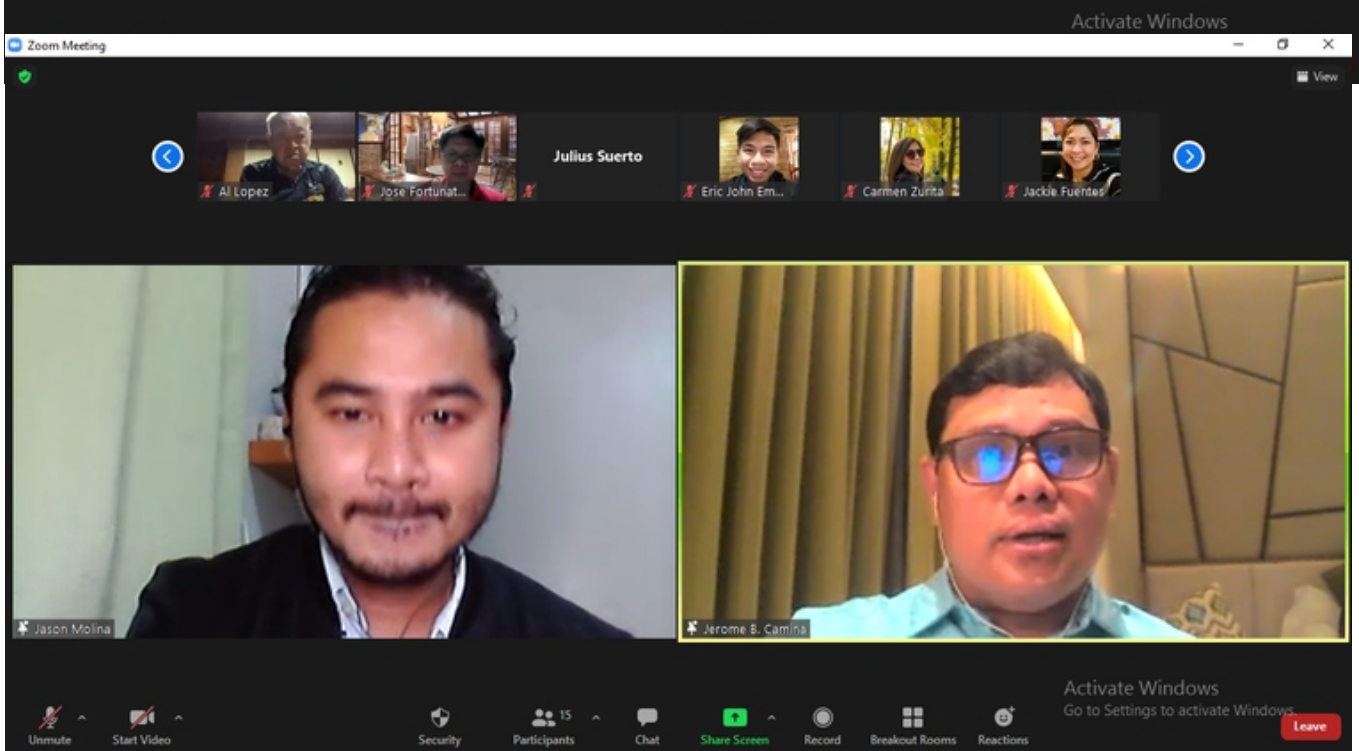 Activate Windows
Zoom Meeting
View
Al Lopez
Jose Fortunat...
Julius Suerto
Eric John Em...
Carmen Zurita
Jackie Fuentes
Jason Molina
Jerome B. Camina
Activate Windows
Go to Settings to activate Windows.
Unmute
Start Video
Security
15
Participants
Chat
Share Screen
Record
Breakout Rooms
Reactions
Leave